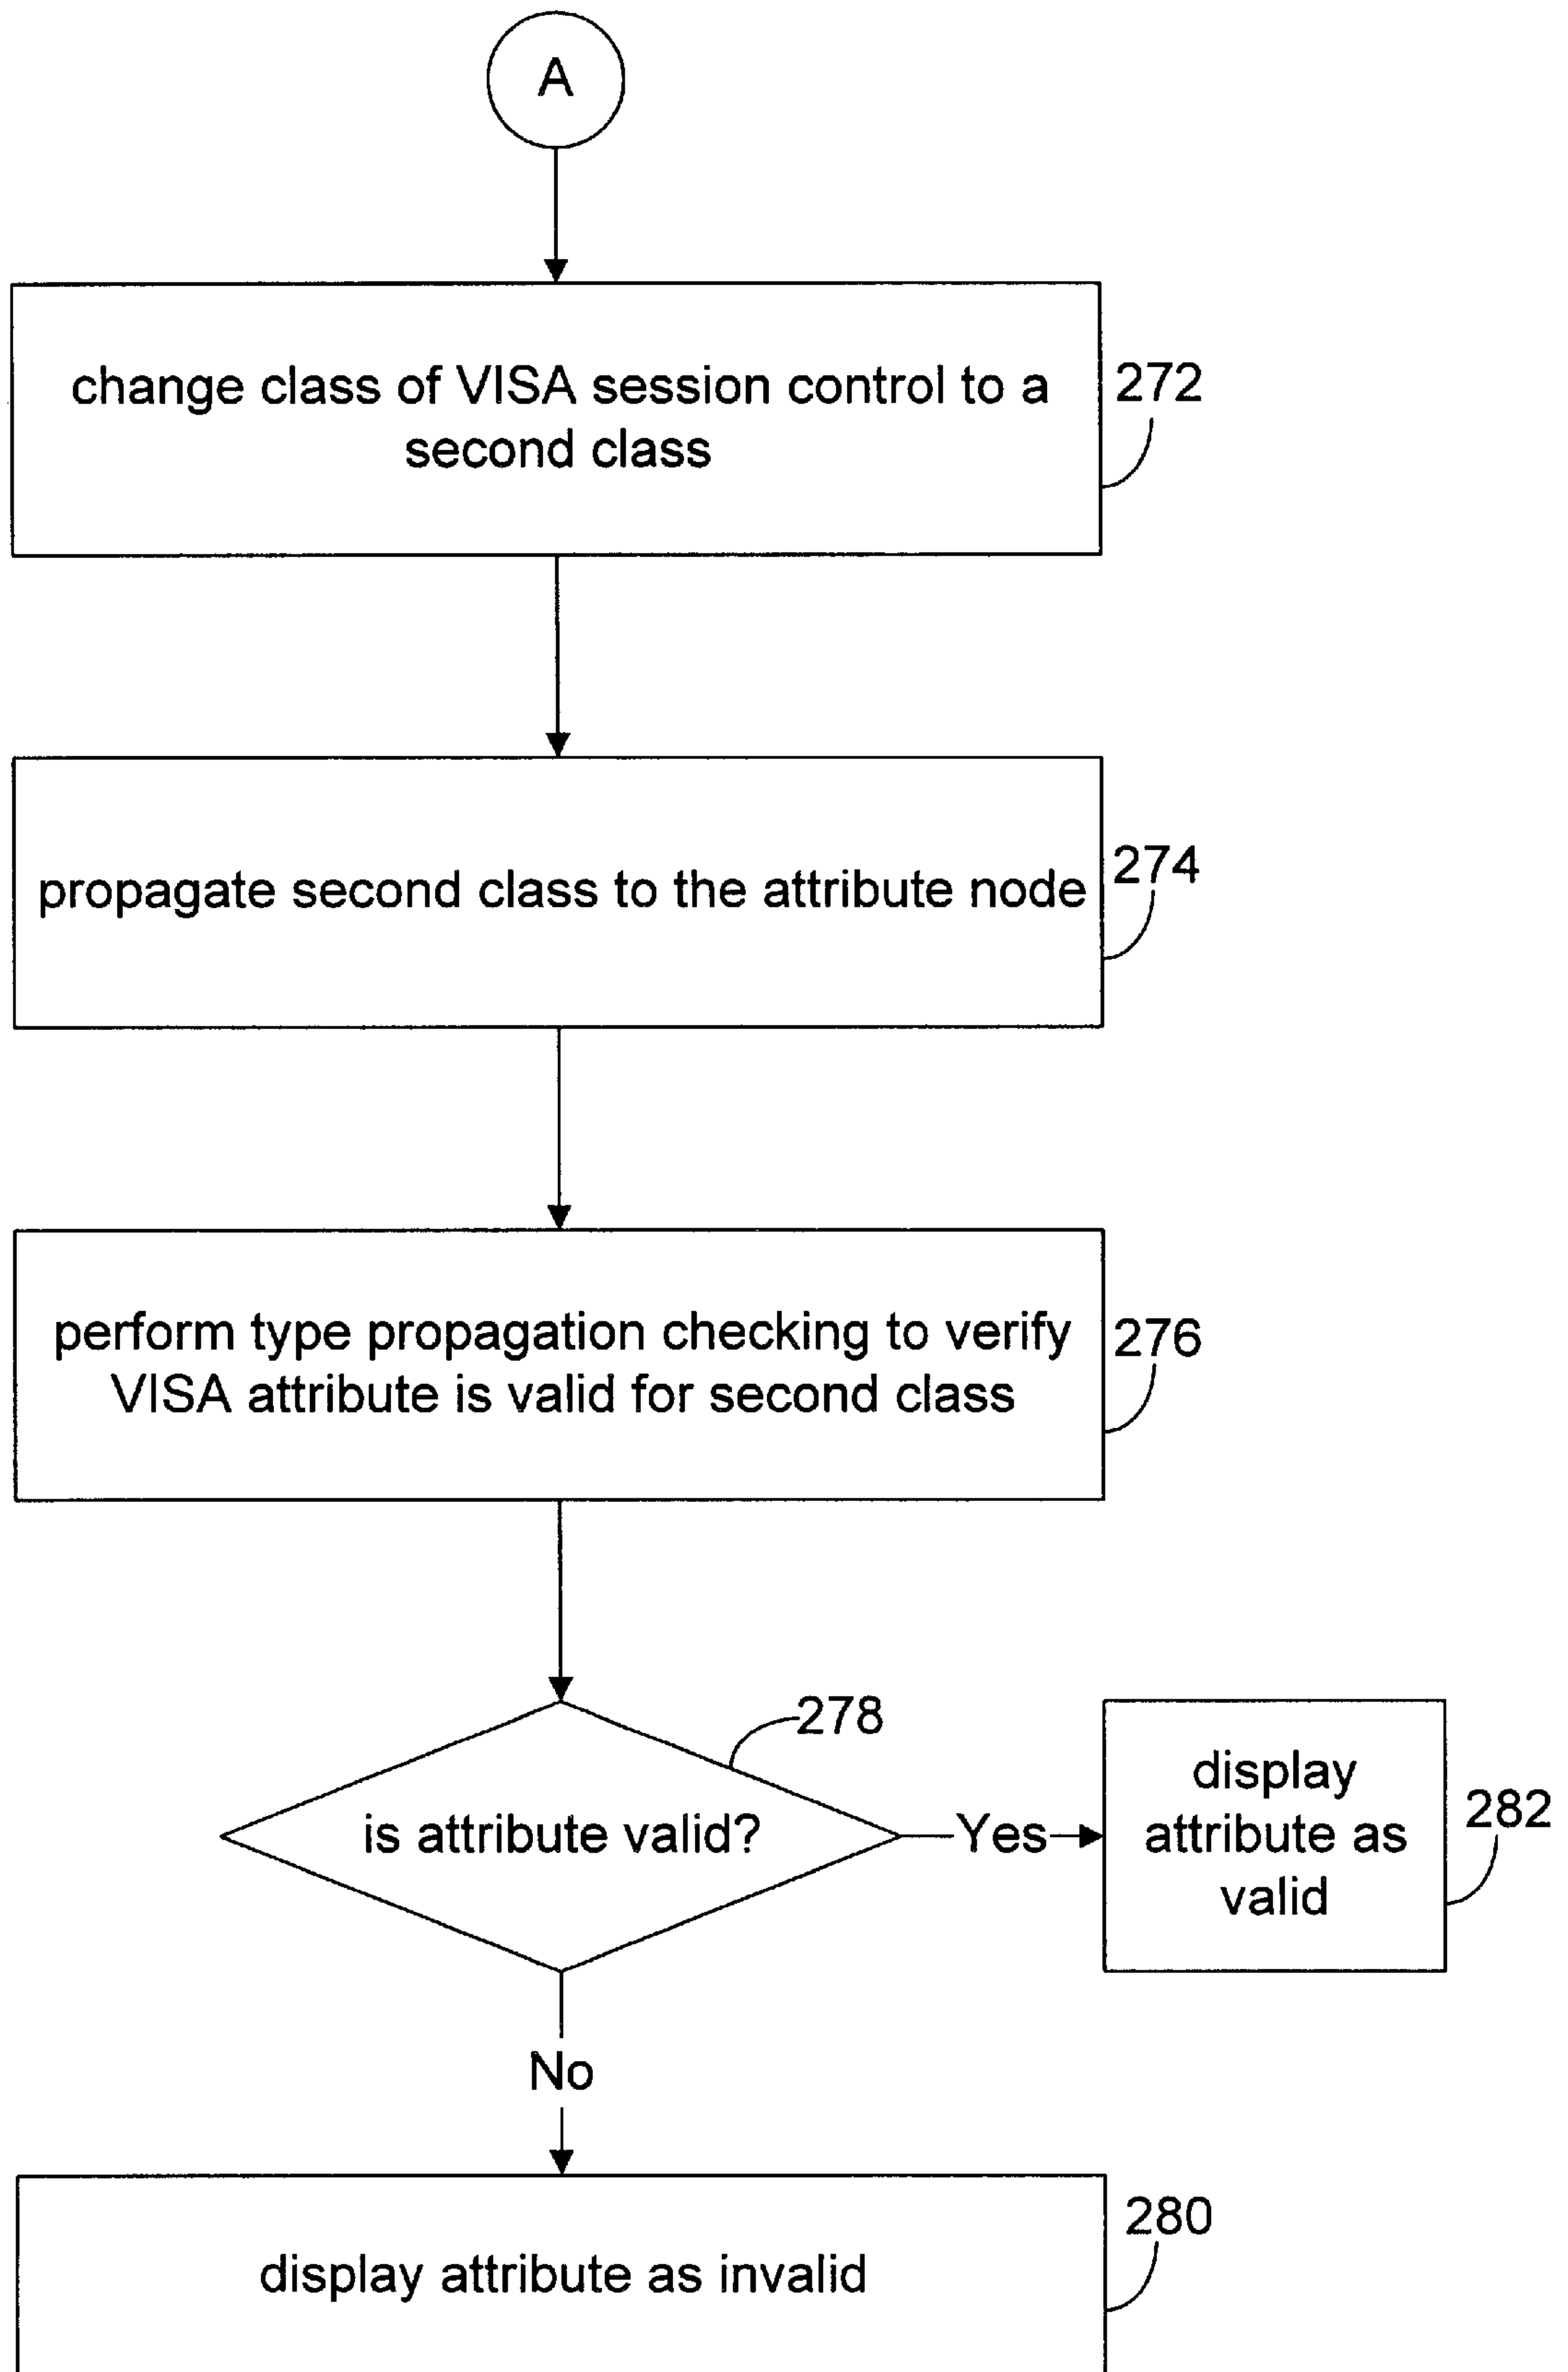 A
change class of VISA session control to a
second class
272
propagate second class to the attribute node
274
perform type propagation checking to verify
VISA attribute is valid for second class
276
278
is attribute valid?
Yes
display
attribute as
valid
282
No
display attribute as invalid
280